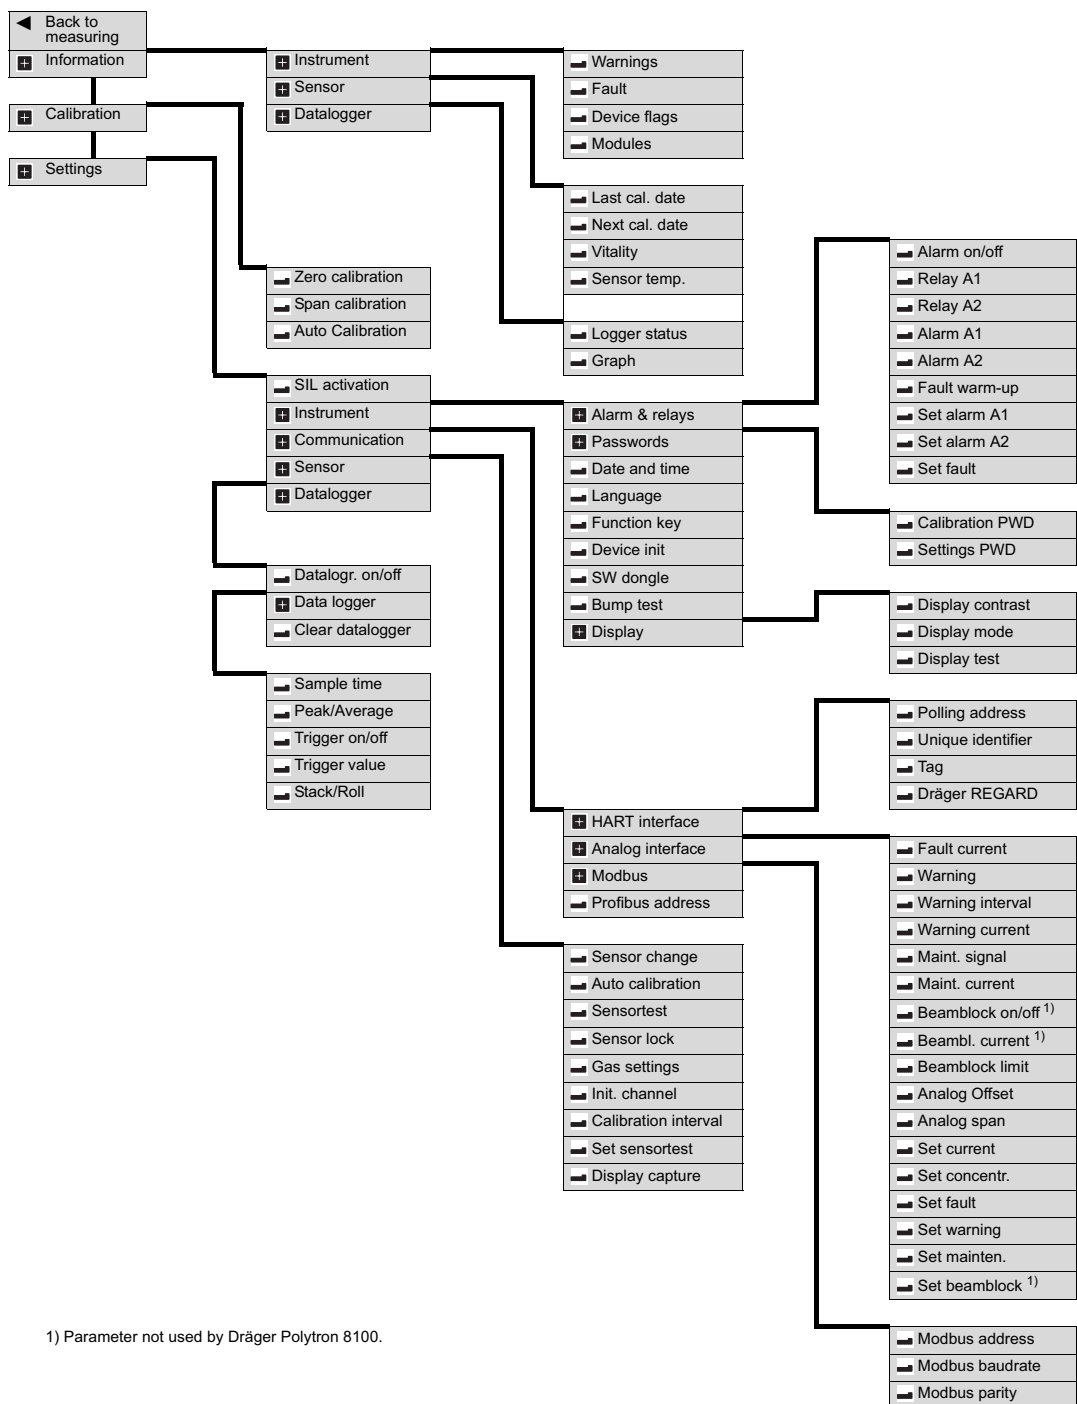 Back to
measuring
Information
Calibration
Settings
Instrument
Sensor
Datalogger
Warnings
Fault
Device flags
Modules
Last cal. date
Next cal. date
Vitality
Sensor temp.
Logger status
Graph
Zero calibration
Span calibration
Auto Calibration
SIL activation
Instrument
Communication
Sensor
Datalogger
Datalogr. on/off
Data logger
Clear datalogger
Sample time
Peak/Average
Trigger on/off
Trigger value
Stack/Roll
Alarm & relays
Passwords
Date and time
Language
Function key
Device init
SW dongle
Bump test
Display
Alarm on/off
Relay A1
Relay A2
Alarm A1
Alarm A2
Fault warm-up
Set alarm A1
Set alarm A2
Set fault
Calibration PWD
Settings PWD
Display contrast
Display mode
Display test
HART interface
Analog interface
Modbus
Profibus address
Polling address
Unique identifier
Tag
Dräger REGARD
Fault current
Warning
Warning interval
Warning current
Maint. signal
Maint. current
Beamblock on/off 1)
Beambl. current 1)
Beamblock limit
Analog Offset
Analog span
Set current
Set concentr.
Set fault
Set warning
Set mainten.
Set beamblock 1)
Modbus address
Modbus baudrate
Modbus parity
Sensor change
Auto calibration
Sensortest
Sensor lock
Gas settings
Init. channel
Calibration interval
Set sensortest
Display capture
1) Parameter not used by Dräger Polytron 8100.